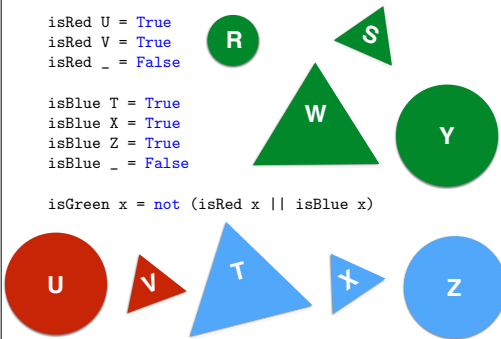 isRed U = True
isRed V = True
isRed _ = False
isBlue T = True
isBlue X = True
isBlue Z = True
isBlue _ = False
isGreen x = not (isRed x || isBlue x)
R
S
W
Y
U
V
T
X
Z